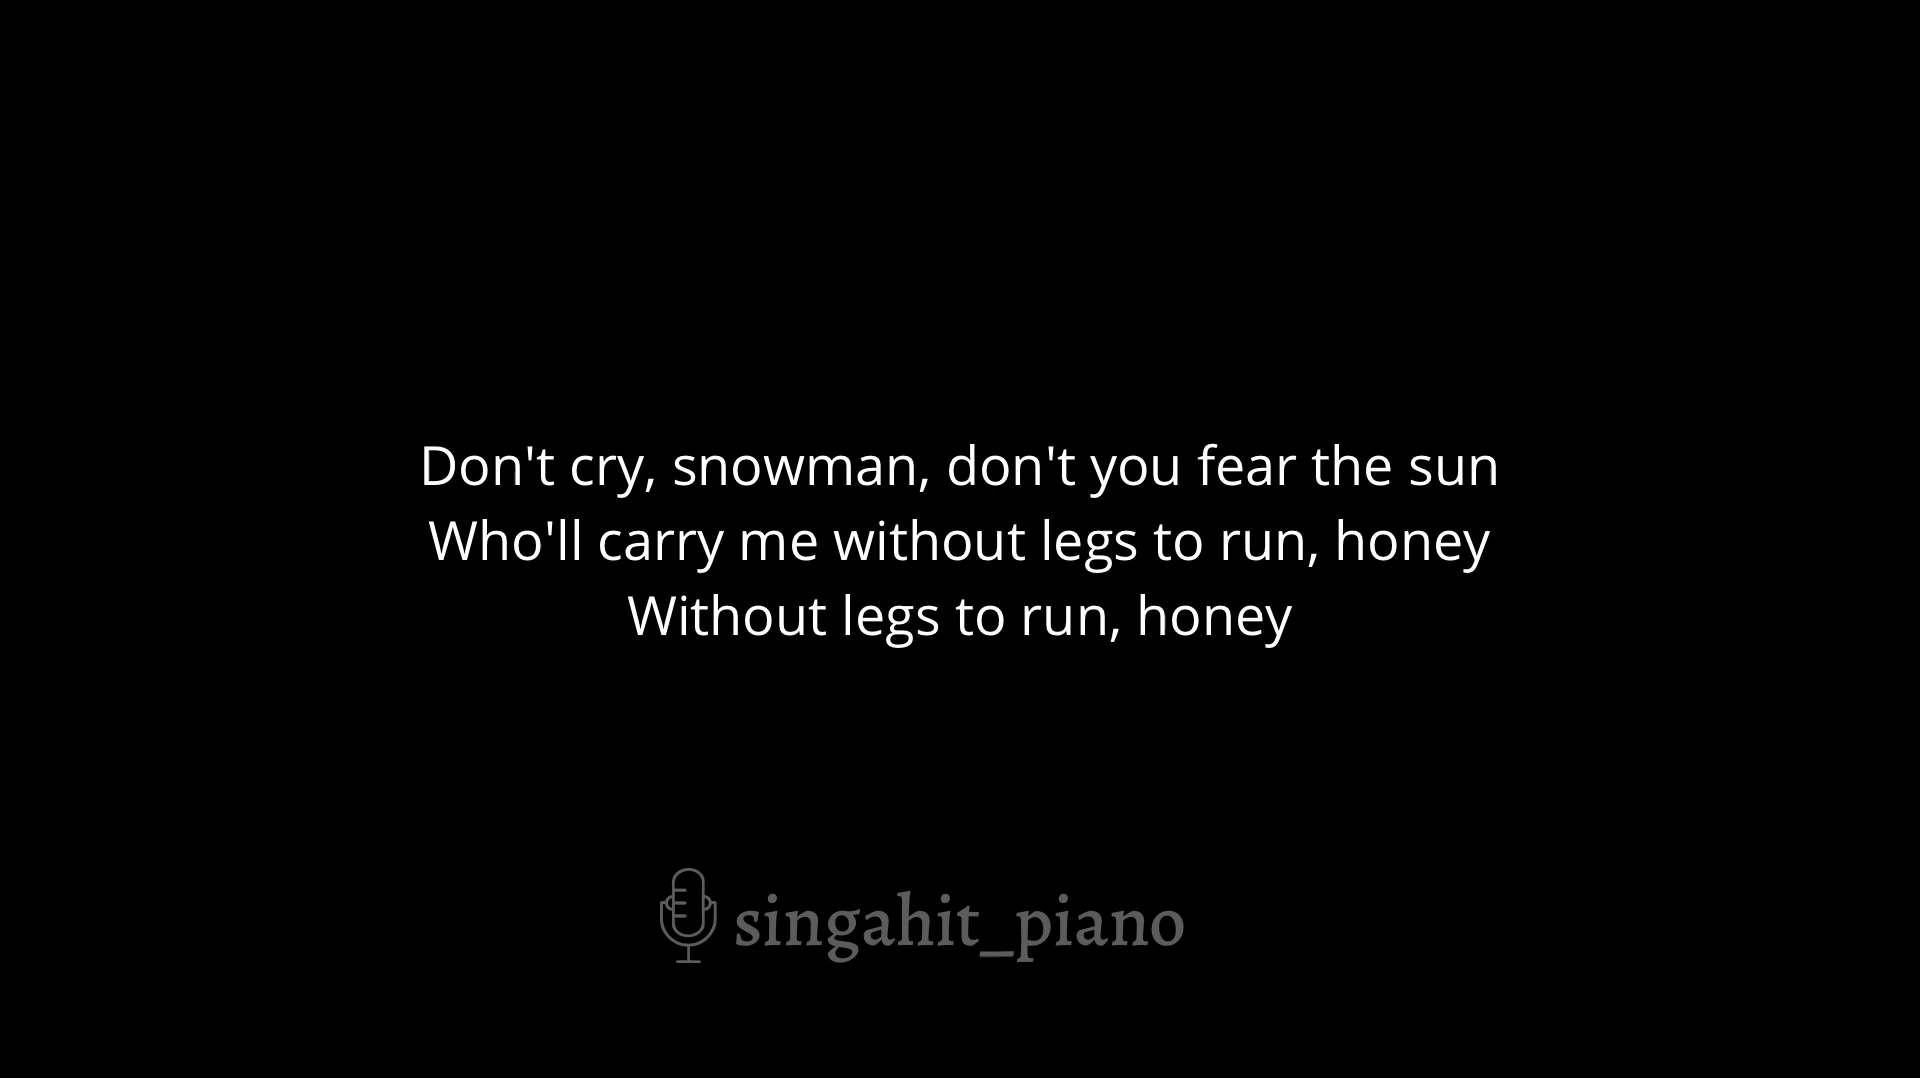 Don't cry, snowman, don't you fear the sun
Who'll carry me without legs to run, honey
Without legs to run, honey
singahit_piano